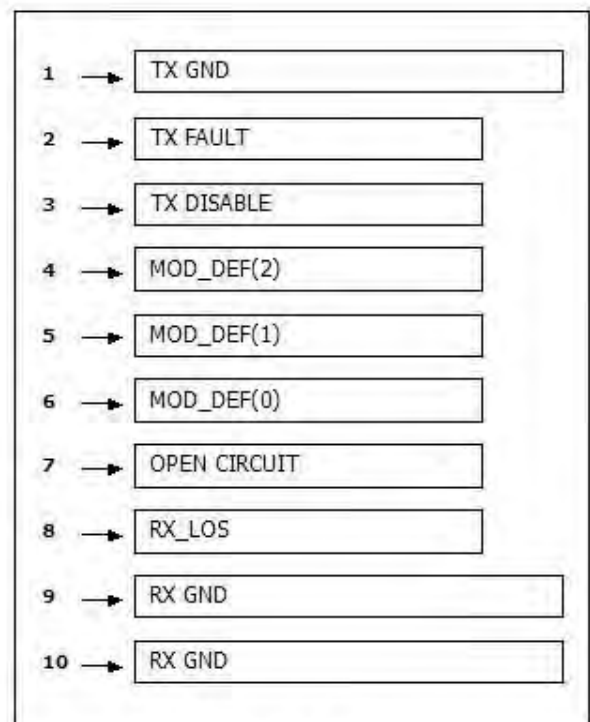 1 TX GND
2 TX FAULT
3 TX DISABLE
4 MOD_DEF(2)
5 MOD_DEF(1)
6 MOD_DEF(0)
7 OPEN CIRCUIT
8 RX_LOS
9 RX GND
10 RX GND